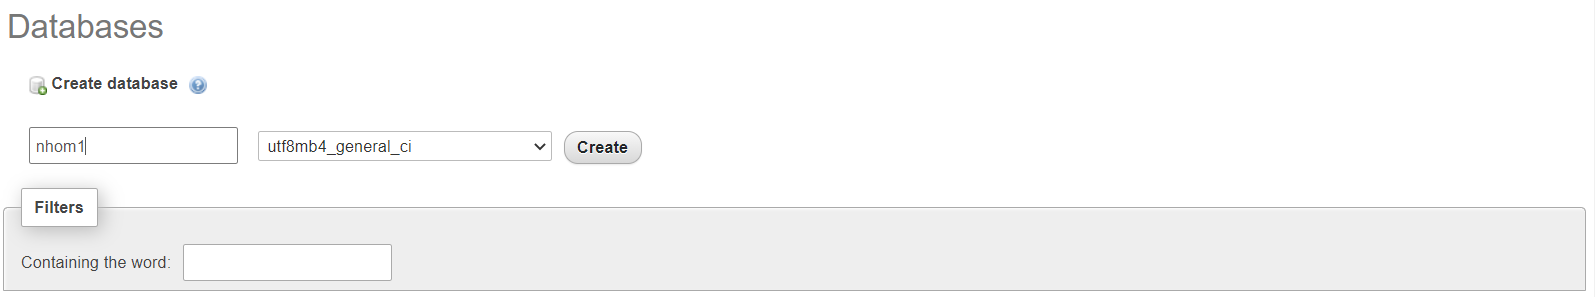 Databases
Create database
nhom1 utf8mb4_general_ci Create
Filters
Containing the word: